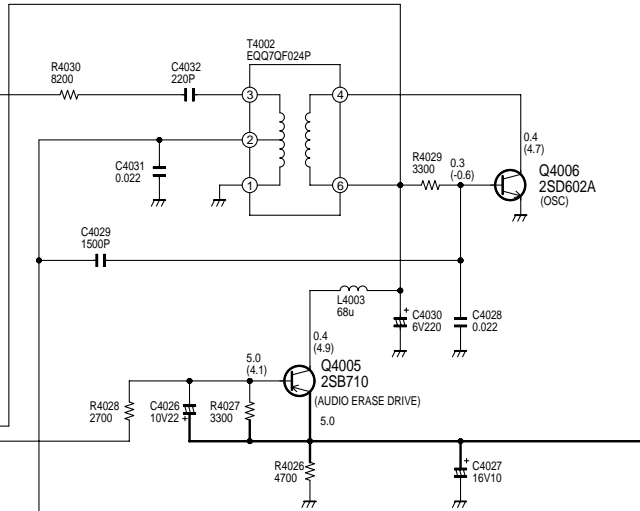 T4002
EQQ7QF024P
R4030
8200
C4032
220P
3
4
0.4
(4.7)
2
C4031
0.022
R4029
3300
0.3
(-0.6)
Q4006
2SD602A
(OSC)
1
6
C4029
1500P
L4003
68u
+
C4030
6V220
C4028
0.022
0.4
(4.9)
5.0
(4.1)
Q4005
2SB710
(AUDIO ERASE DRIVE)
R4028
2700
C4026
10V22
+
R4027
3300
5.0
R4026
4700
+
C4027
16V10